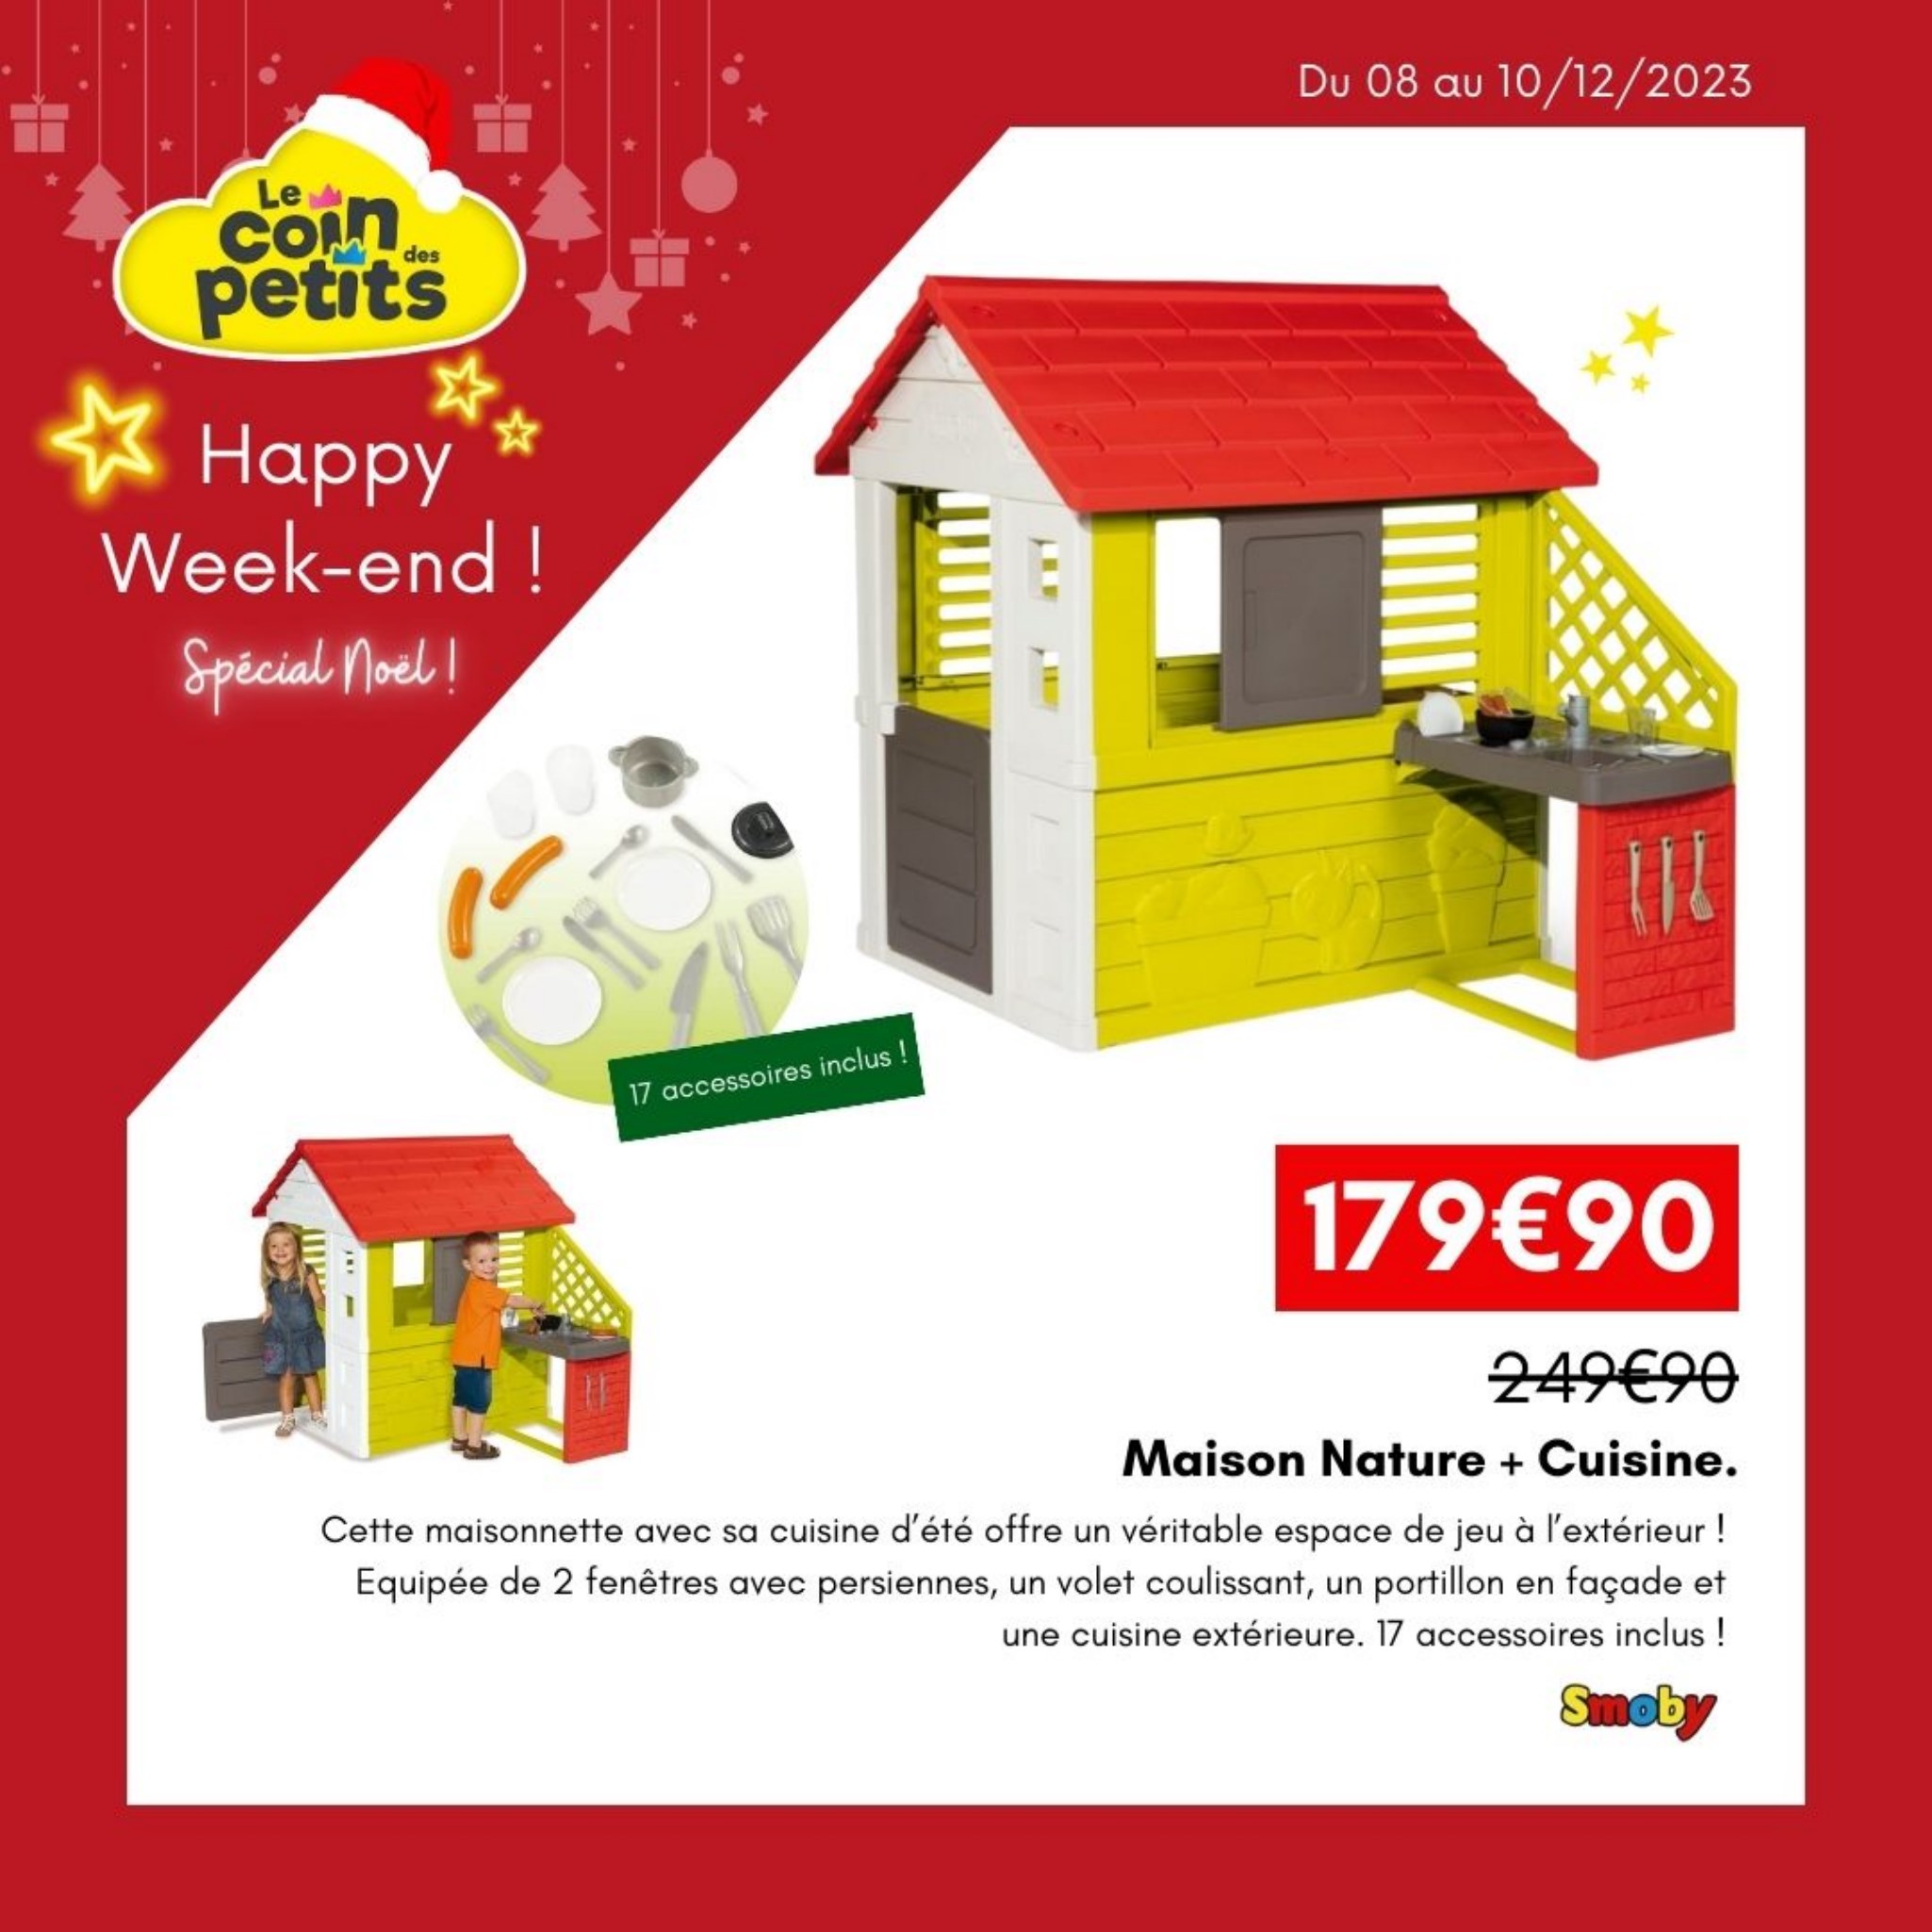 Du 08 au 10/12/2023
Le
coin
des
petits
Happy
Week-end !
Spécial Noël !
17 accessoires inclus !
179€90
249€90
Maison Nature + Cuisine.
Cette maisonnette avec sa cuisine d'été offre un véritable espace de jeu à l'extérieur !
Equipée de 2 fenêtres avec persiennes, un volet coulissant, un portillon en façade et
une cuisine extérieure. 17 accessoires inclus !
Smoby